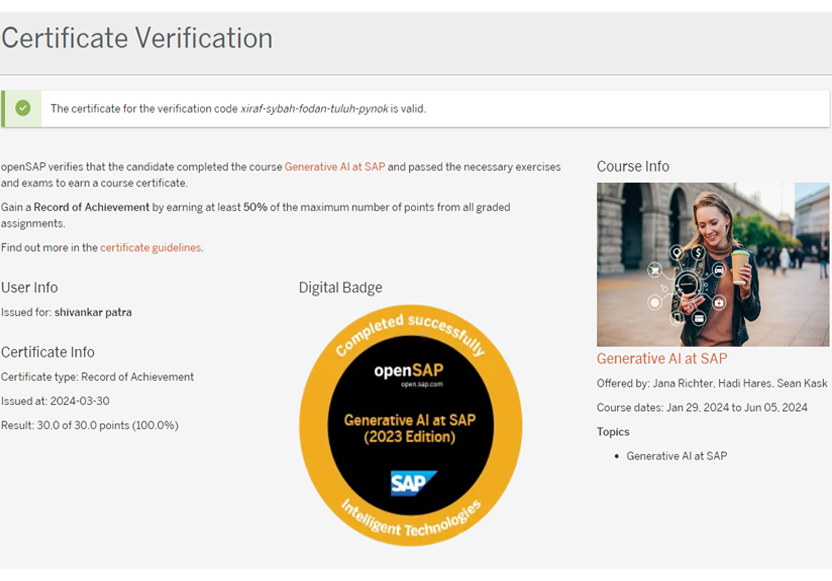 Certificate Verification
The certificate for the verification code xiraf-sybah-fodan-tuluh-pynok is valid.
openSAP verifies that the candidate completed the course Generative AI at SAP and passed the necessary exercises
and exams to earn a course certificate.
Gain a Record of Achievement by earning at least 50% of the maximum number of points from all graded
assignments.
Find out more in the certificate guidelines.
User Info
Issued for: shivankar patra
Certificate Info
Certificate type: Record of Achievement
Issued at: 2024-03-30
Result: 30.0 of 30.0 points (100.0%)
Digital Badge
Completed successfully
openSAP
open.sap.com
Generative AI at SAP
(2023 Edition)
SAP
Intelligent Technologies
Course Info
$
Generative AI at SAP
Offered by: Jana Richter, Hadi Hares, Sean Kask
Course dates: Jan 29, 2024 to Jun 05, 2024
Topics
• Generative AI at SAP